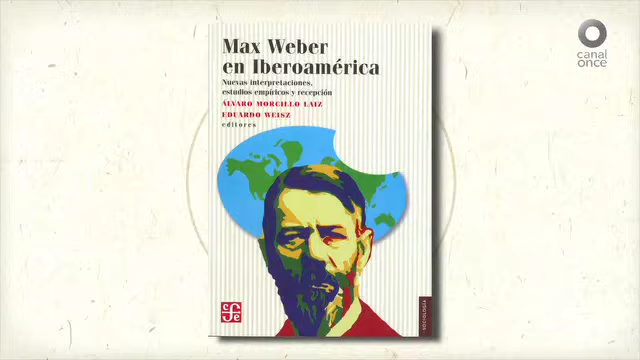 Max Weber
en Iberoamérica
Nuevas interpretaciones,
estudios empíricos y recepción
ÁLVARO MORCILLO LAIZ
EDUARDO WEISZ
editores
canal
once
SOCIOLOGÍA